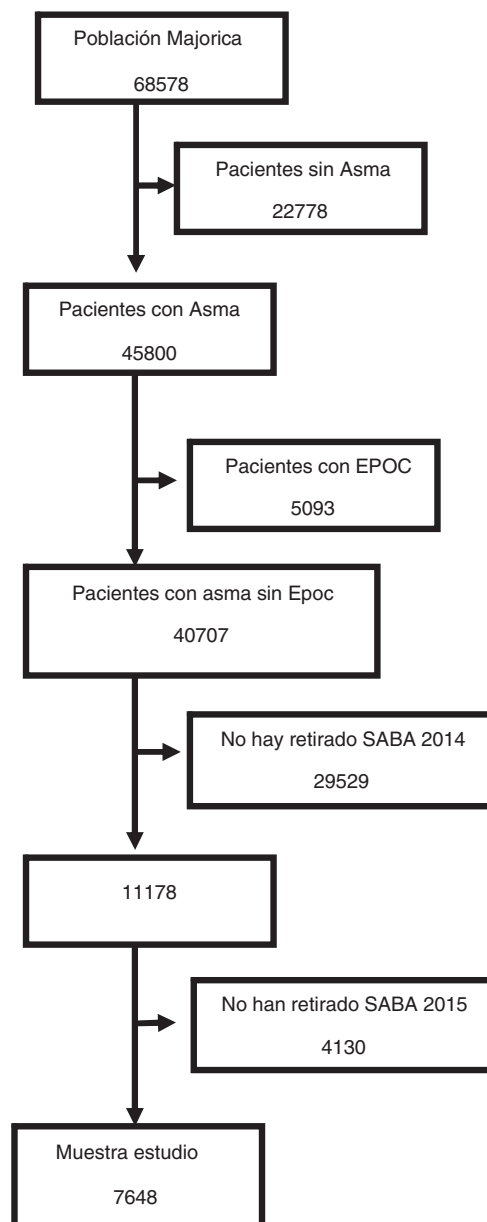 Población Majorica
68578
Pacientes sin Asma
22778
Pacientes con Asma
45800
Pacientes con EPOC
5093
Pacientes con asma sin Epoc
40707
No hay retirado SABA 2014
29529
11178
No han retirado SABA 2015
4130
Muestra estudio
7648